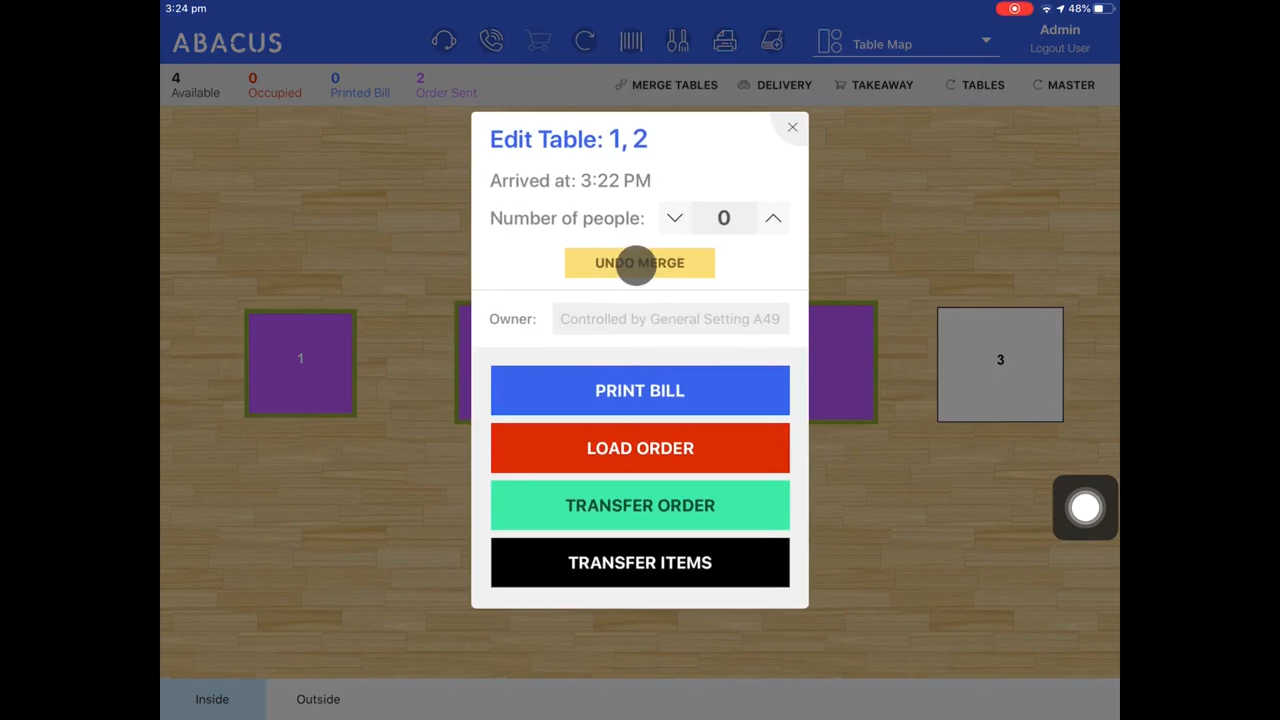 3:24 pm
48%
ABACUS
Table Map
Admin
Logout User
4
Available
0
Occupied
0
Printed Bill
2
Order Sent
MERGE TABLES
DELIVERY
TAKEAWAY
TABLES
MASTER
Edit Table: 1, 2
Arrived at: 3:22 PM
Number of people:
0
UNDO MERGE
Owner:
Controlled by General Setting A49
PRINT BILL
LOAD ORDER
TRANSFER ORDER
TRANSFER ITEMS
1
3
Inside
Outside